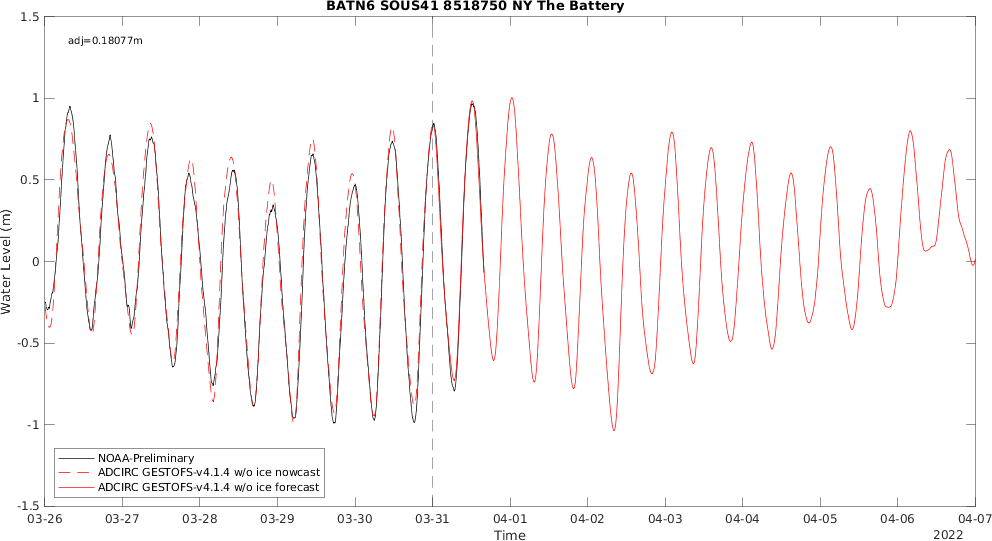 BATN6 SOUS41 8518750 NY The Battery
adj=0.18077m
Water Level (m)
1.5
1
0.5
0
-0.5
-1
-1.5
NOAA-Preliminary
ADCIRC GESTOFS-v4.1.4 w/o ice nowcast
ADCIRC GESTOFS-v4.1.4 w/o ice forecast
03-26 03-27 03-28 03-29 03-30 03-31 04-01 04-02 04-03 04-04 04-05 04-06 04-07
Time
2022